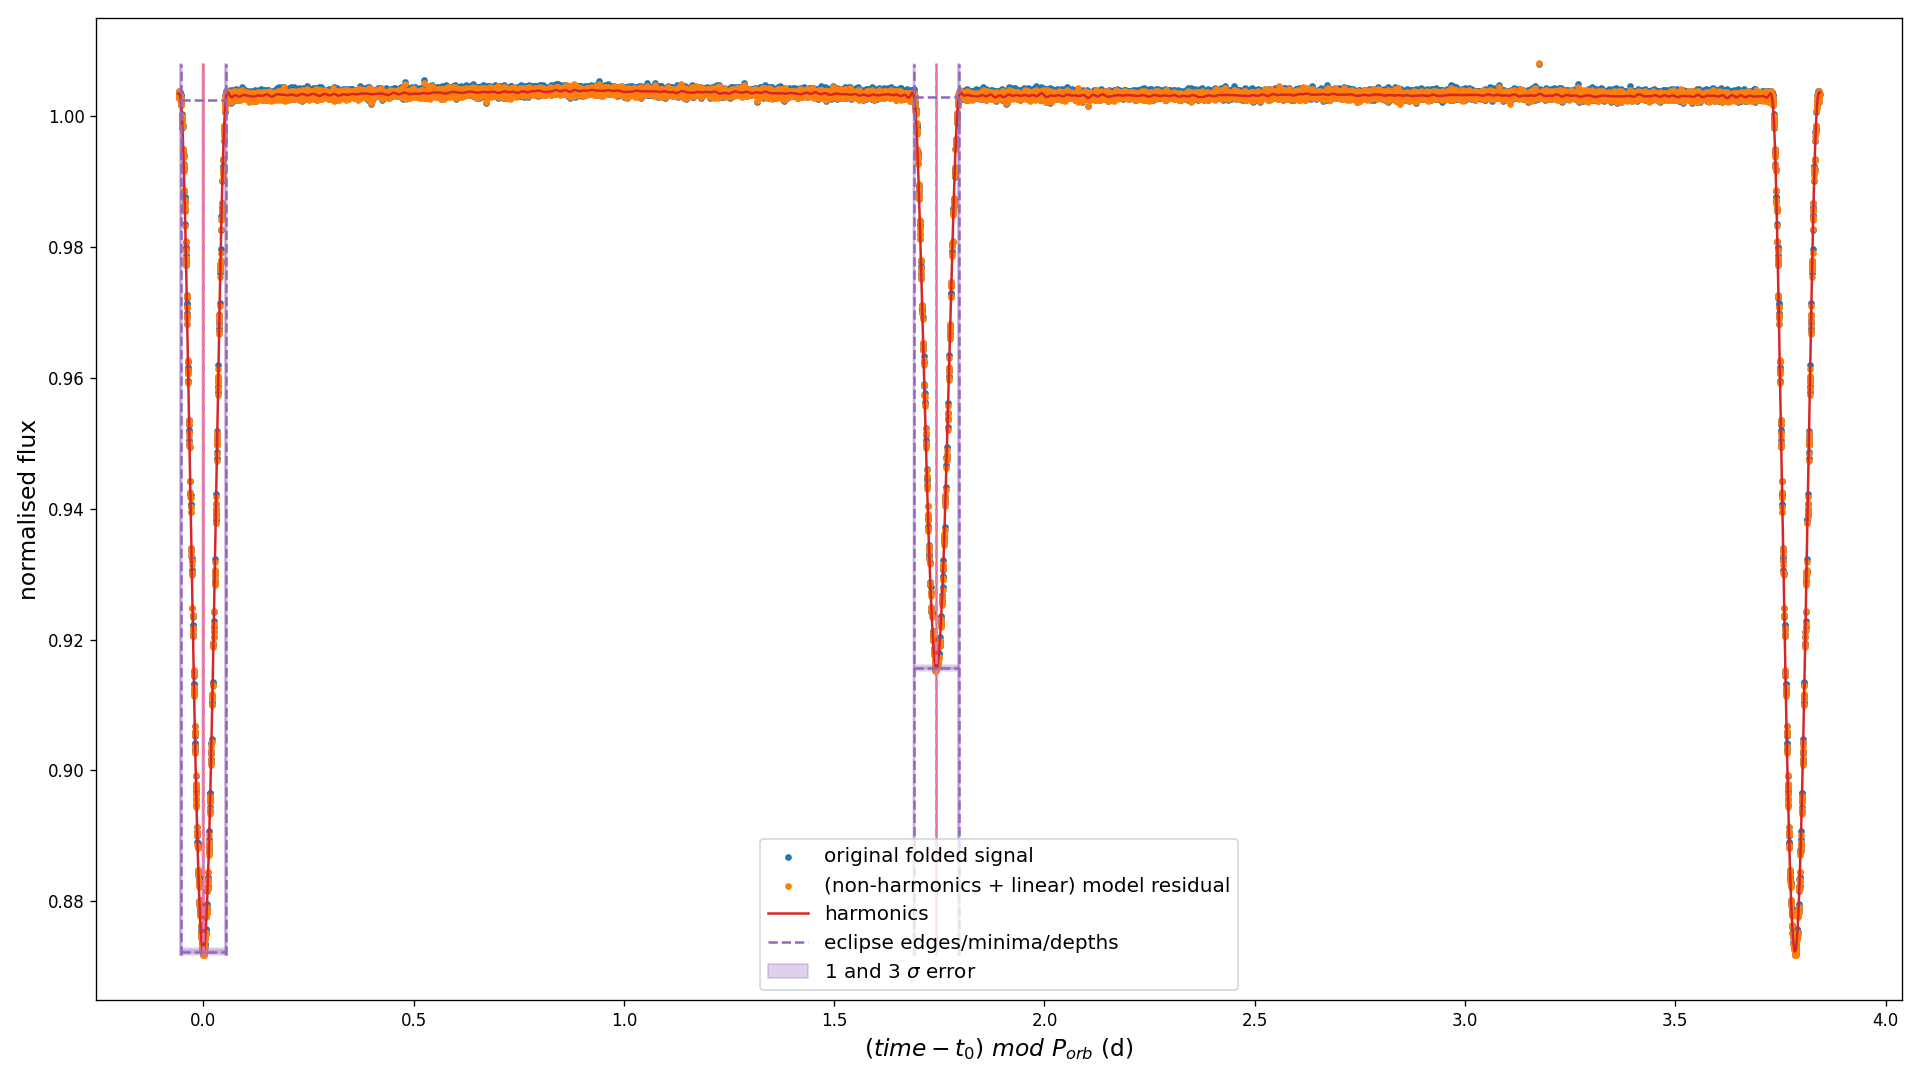 normalised flux
1.00
0.98
0.96
0.94
0.92
0.90
0.88
original folded signal
(non-harmonics + linear) model residual
harmonics
eclipse edges/minima/depths
1 and 3 σ error
0.0 0.5 1.0 1.5 2.0 2.5 3.0 3.5 4.0
(time − t₀) mod P_orb (d)